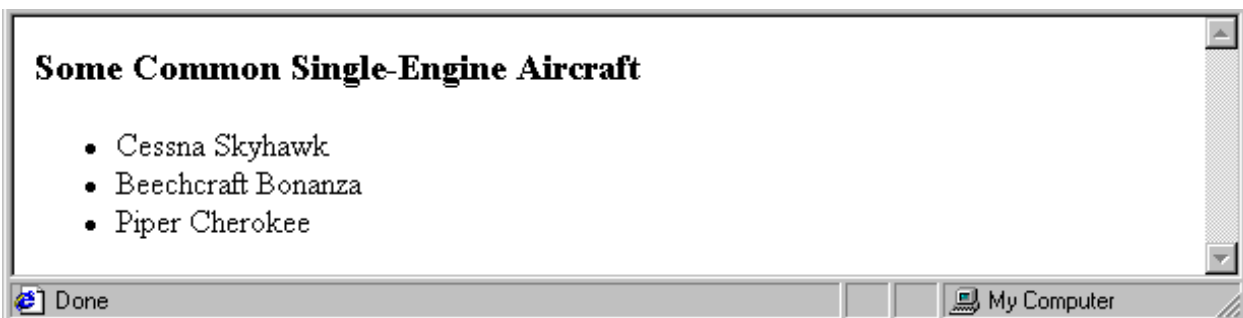 Some Common Single-Engine Aircraft
• Cessna Skyhawk
• Beechcraft Bonanza
• Piper Cherokee
Done
My Computer